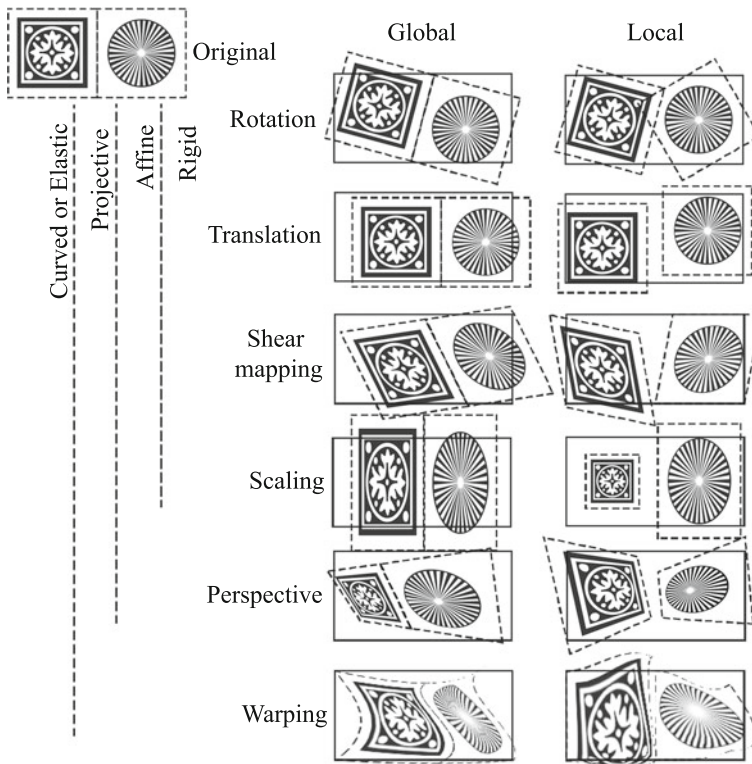 Original
Global
Local
Curved or Elastic
Projective
Affine
Rigid
Rotation
Translation
Shear
mapping
Scaling
Perspective
Warping